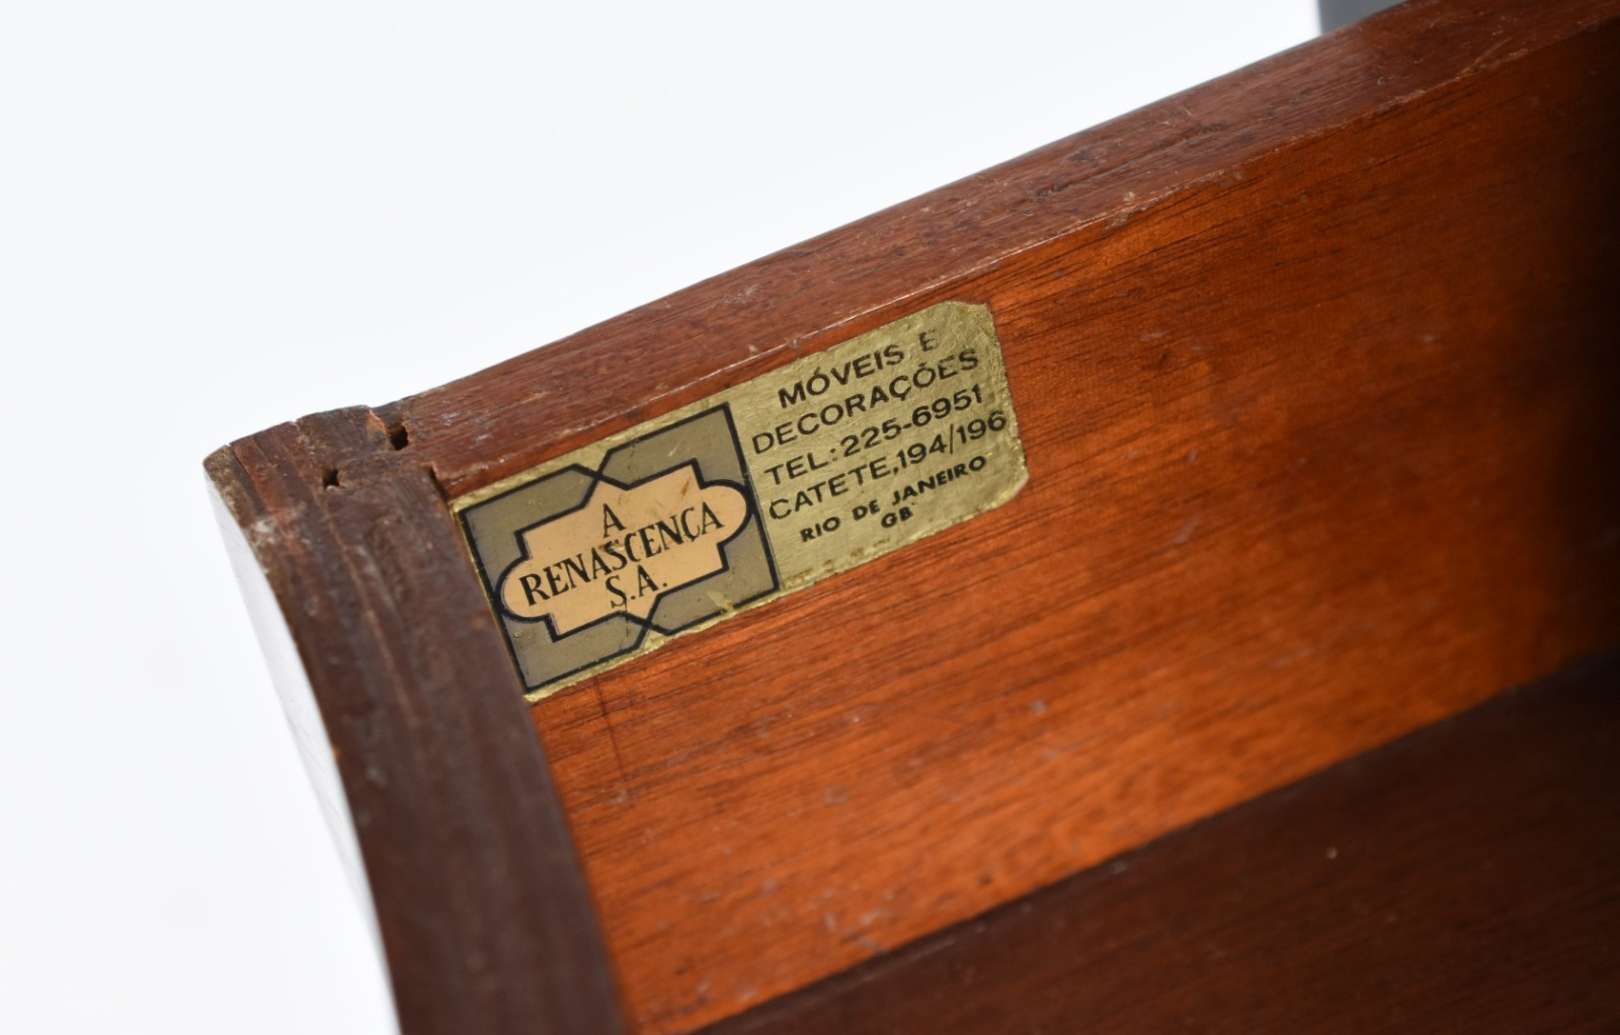 A
RENASCENÇA
S.A.
MÓVEIS E
DECORAÇÕES
TEL: 225-6951
CATETE, 194/196
RIO DE JANEIRO
GB